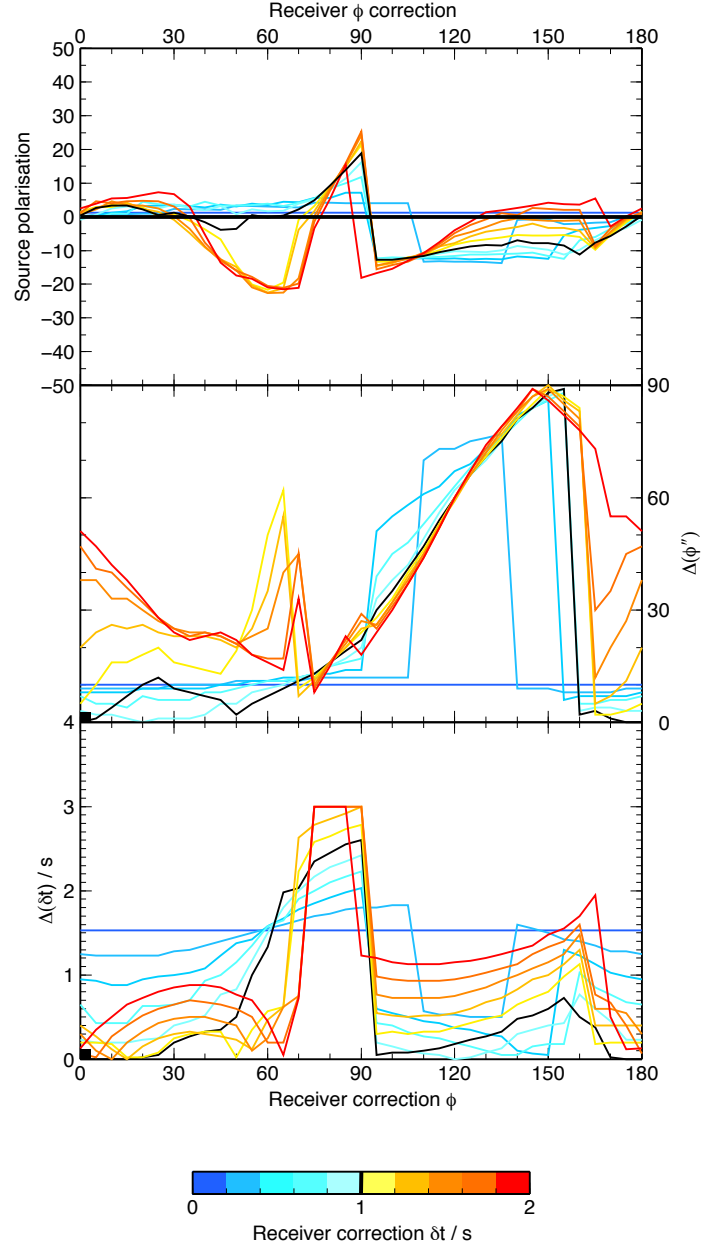 Receiver ϕ correction
0 30 60 90 120 150 180
50
40
30
20
10
0
−10
−20
−30
−40
−50
Source polarisation
90
60
30
0
Δ(ϕ″)
4
3
2
1
0
Δ(δt) / s
0 30 60 90 120 150 180
Receiver correction ϕ
0 1 2
Receiver correction δt / s